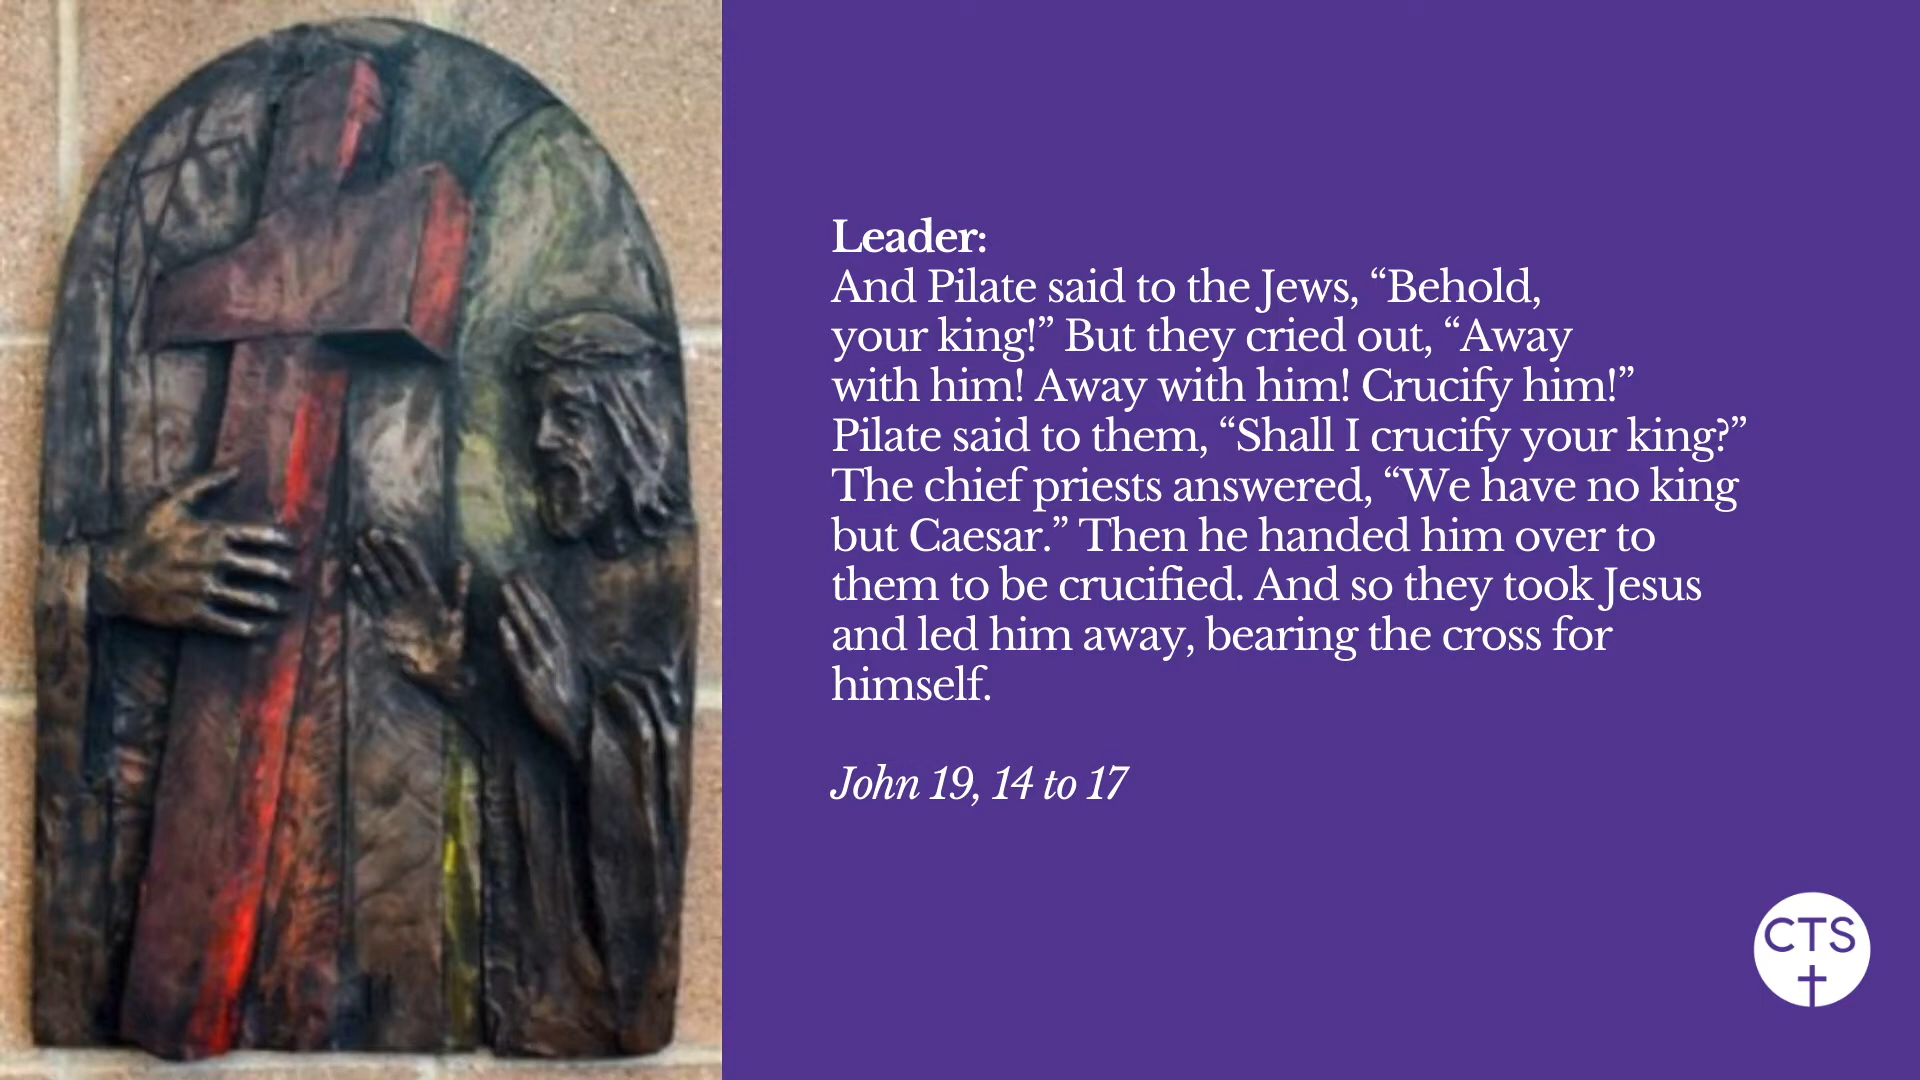 Leader:
And Pilate said to the Jews, “Behold,
your king!” But they cried out, “Away
with him! Away with him! Crucify him!”
Pilate said to them, “Shall I crucify your king?”
The chief priests answered, “We have no king
but Caesar.” Then he handed him over to
them to be crucified. And so they took Jesus
and led him away, bearing the cross for
himself.
John 19, 14 to 17
CTS